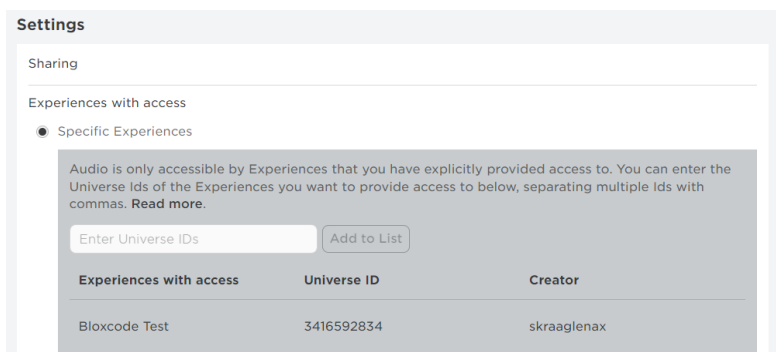 Settings
Sharing
Experiences with access
Specific Experiences
Audio is only accessible by Experiences that you have explicitly provided access to. You can enter the
Universe Ids of the Experiences you want to provide access to below, separating multiple Ids with
commas. Read more.
Enter Universe IDs Add to List
Experiences with access Universe ID Creator
Bloxcode Test 3416592834 skraaglenax